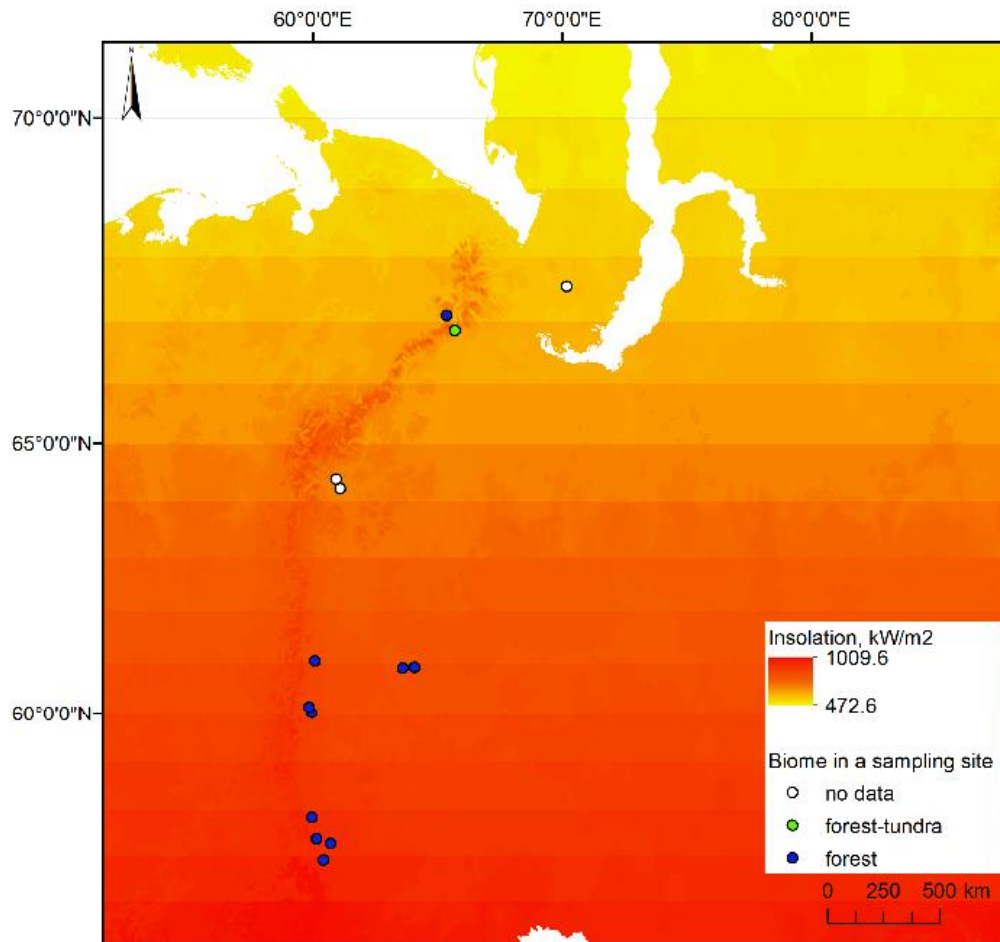 60°0'0"E 70°0'0"E 80°0'0"E
N
70°0'0"N
65°0'0"N
60°0'0"N
Insolation, kW/m2
1009.6
472.6
Biome in a sampling site
no data
forest-tundra
forest
0 250 500 km